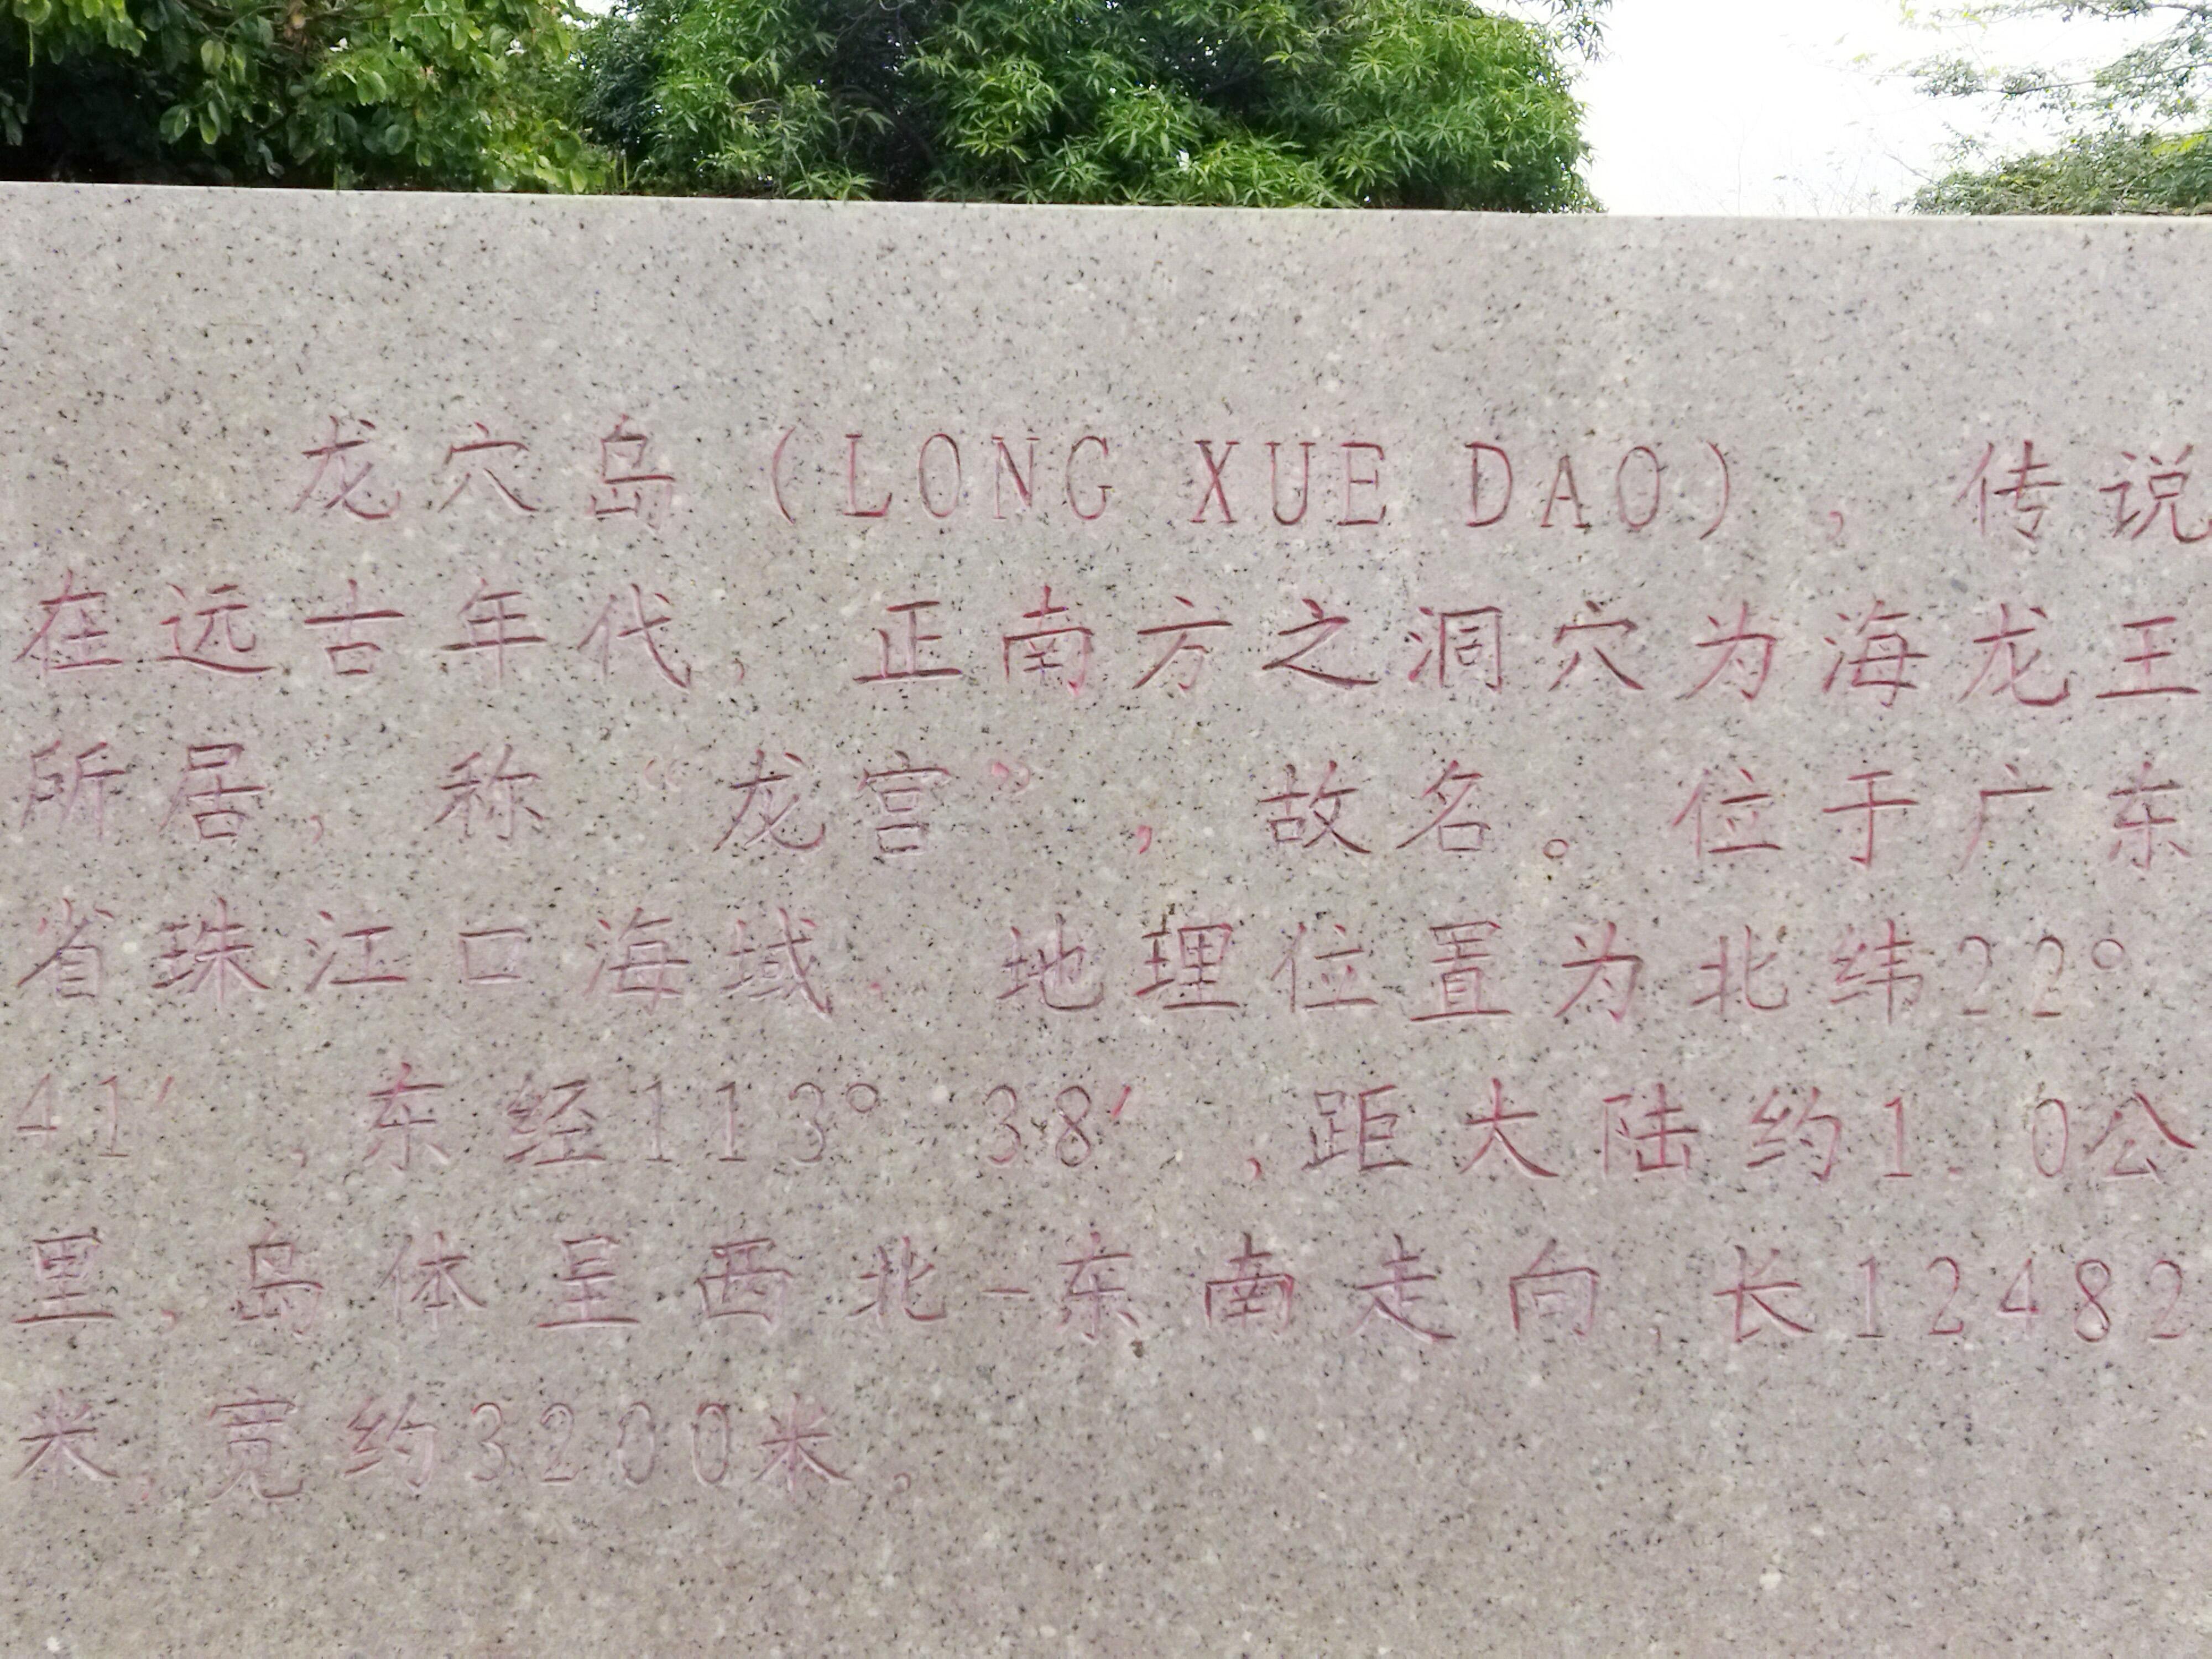 龙穴岛(LONG XUE DAO),传说
在远古年代,正南方之洞穴为海龙王
所居,称“龙宫”,故名。位于广东
省珠江口海域,地理位置为北纬22°
41′,东经113°38′,距大陆约1.0公
里,岛体呈西北-东南走向,长12482
米,宽约3200米。